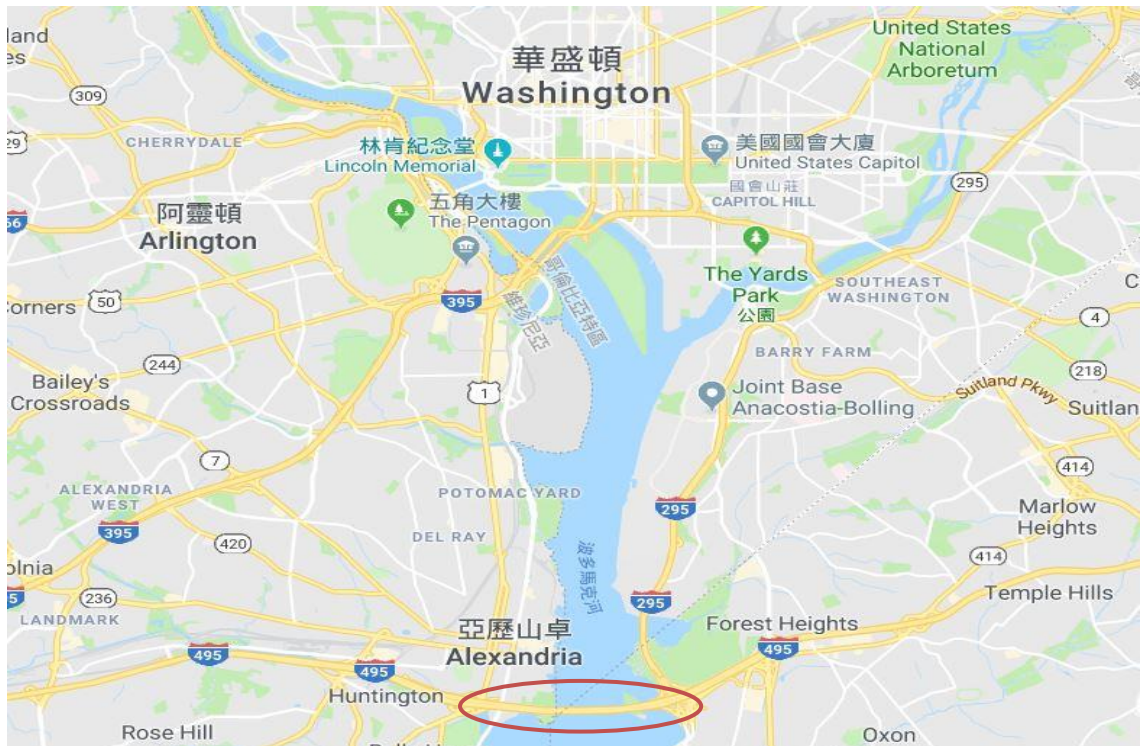 華盛頓
Washington
United States
National
Arboretum
land
es
309
29
CHERRYDALE
林肯紀念堂
Lincoln Memorial
美國國會大廈
United States Capitol
國會山莊
CAPITOL HILL
295
阿靈頓
Arlington
五角大樓
The Pentagon
66
The Yards
Park
公園
SOUTHEAST
WASHINGTON
C
Corners
50
395
哥倫比亞特區
維珍尼亞
4
244
BARRY FARM
218
Bailey's
Crossroads
1
Joint Base
Anacostia-Bolling
Suitland Pkwy
Suitlan
7
414
ALEXANDRIA
WEST
POTOMAC YARD
295
Marlow
Heights
395
DEL RAY
420
波多馬克河
414
olnia
5
236
295
Temple Hills
LANDMARK
亞歷山卓
Alexandria
Forest Heights
495
495
495
Huntington
Rose Hill
Oxon